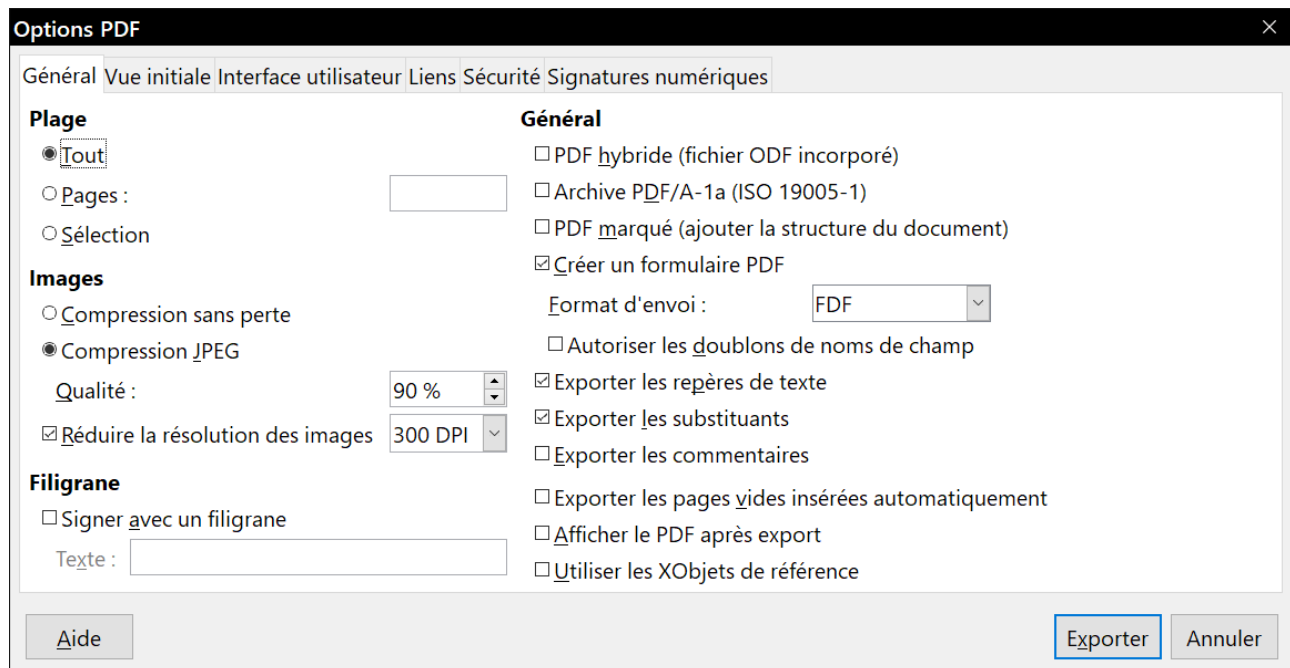 Options PDF
Général Vue initiale Interface utilisateur Liens Sécurité Signatures numériques
Plage
Tout
Pages :
Sélection
Images
Compression sans perte
Compression JPEG
Qualité : 90 %
Réduire la résolution des images 300 DPI
Filigrane
Signer avec un filigrane
Texte :
Général
PDF hybride (fichier ODF incorporé)
Archive PDF/A-1a (ISO 19005-1)
PDF marqué (ajouter la structure du document)
Créer un formulaire PDF
Format d'envoi : FDF
Autoriser les doublons de noms de champ
Exporter les repères de texte
Exporter les substituants
Exporter les commentaires
Exporter les pages vides insérées automatiquement
Afficher le PDF après export
Utiliser les XObjets de référence
Aide Exporter Annuler